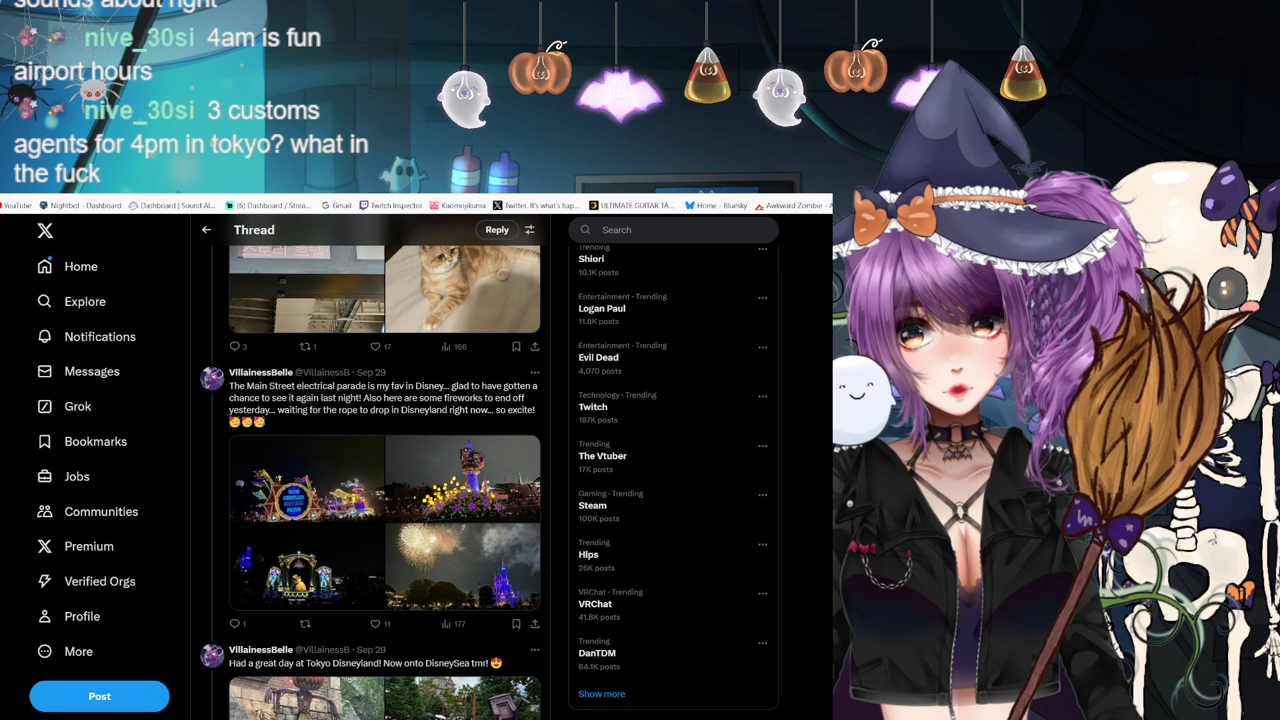 sounds about right
nive_30si 4am is fun
airport hours
nive_30si 3 customs
agents for 4pm in tokyo? what in
the fuck
YouTube
Nightbot - Dashboard
Dashboard | Sound Al...
(6) Dashboard / Strea...
Gmail
Twitch Inspector
Kaomojikuma
Twitter. It's what's hap...
ULTIMATE GUITAR TA...
Home - Bluesky
Awkward Zombie - A
Home
Explore
Notifications
Messages
Grok
Bookmarks
Jobs
Communities
Premium
Verified Orgs
Profile
More
Post
Thread
Reply
3 1 17 166
VillainessBelle @VillainessB · Sep 29
The Main Street electrical parade is my fav in Disney... glad to have gotten a
chance to see it again last night! Also here are some fireworks to end off
yesterday... waiting for the rope to drop in Disneyland right now... so excite!
1 11 177
VillainessBelle @VillainessB · Sep 29
Had a great day at Tokyo Disneyland! Now onto DisneySea tmr!
Search
Trending
Shiori
10.1K posts
Entertainment · Trending
Logan Paul
11.8K posts
Entertainment · Trending
Evil Dead
4,070 posts
Technology · Trending
Twitch
187K posts
Trending
The Vtuber
17K posts
Gaming · Trending
Steam
100K posts
Trending
Hips
26K posts
VRChat · Trending
VRChat
41.8K posts
Trending
DanTDM
64.1K posts
Show more